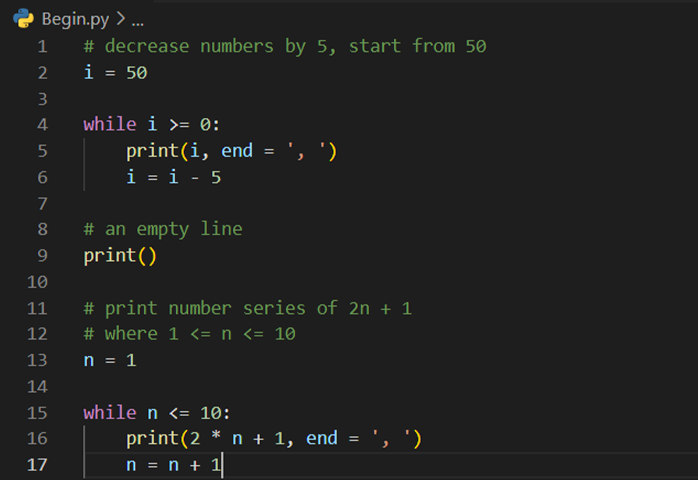 Begin.py > ...
1 # decrease numbers by 5, start from 50
2 i = 50
3
4 while i >= 0:
5     print(i, end = ', ')
6     i = i - 5
7
8 # an empty line
9 print()
10
11 # print number series of 2n + 1
12 # where 1 <= n <= 10
13 n = 1
14
15 while n <= 10:
16     print(2 * n + 1, end = ', ')
17     n = n + 1